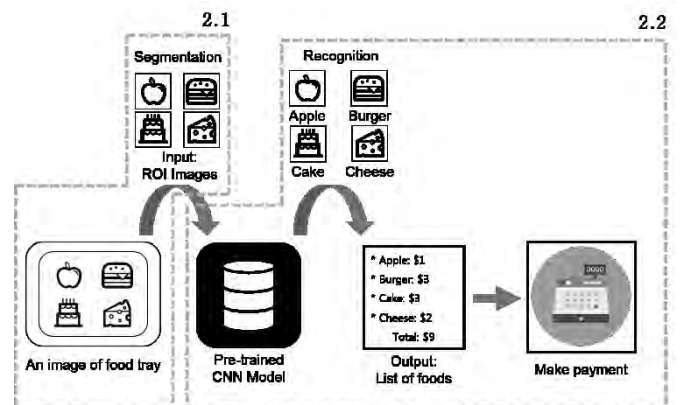 2.1
2.2
Segmentation
Recognition
Apple
Burger
Cake
Cheese
Input:
ROI Images
An image of food tray
Pre-trained
CNN Model
* Apple: $1
* Burger: $3
* Cake: $3
* Cheese: $2
Total: $9
Output:
List of foods
0000
Make payment